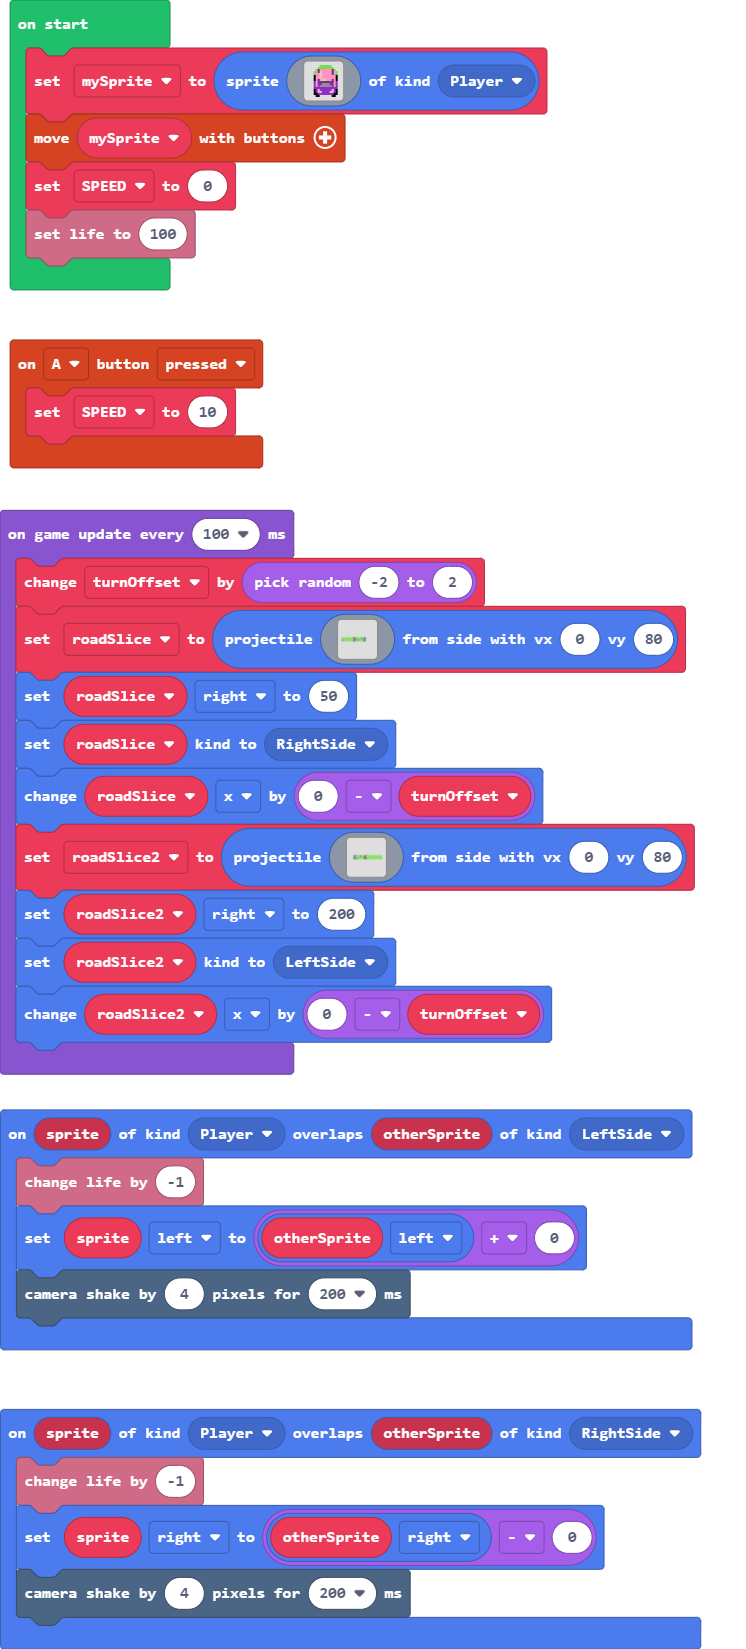 on start
set mySprite to sprite of kind Player
move mySprite with buttons
set SPEED to 0
set life to 100
on A button pressed
set SPEED to 10
on game update every 100 ms
change turnOffset by pick random -2 to 2
set roadSlice to projectile from side with vx 0 vy 80
set roadSlice right to 50
set roadSlice kind to RightSide
change roadSlice x by 0 - turnOffset
set roadSlice2 to projectile from side with vx 0 vy 80
set roadSlice2 right to 200
set roadSlice2 kind to LeftSide
change roadSlice2 x by 0 - turnOffset
on sprite of kind Player overlaps otherSprite of kind LeftSide
change life by -1
set sprite left to otherSprite left + 0
camera shake by 4 pixels for 200 ms
on sprite of kind Player overlaps otherSprite of kind RightSide
change life by -1
set sprite right to otherSprite right - 0
camera shake by 4 pixels for 200 ms